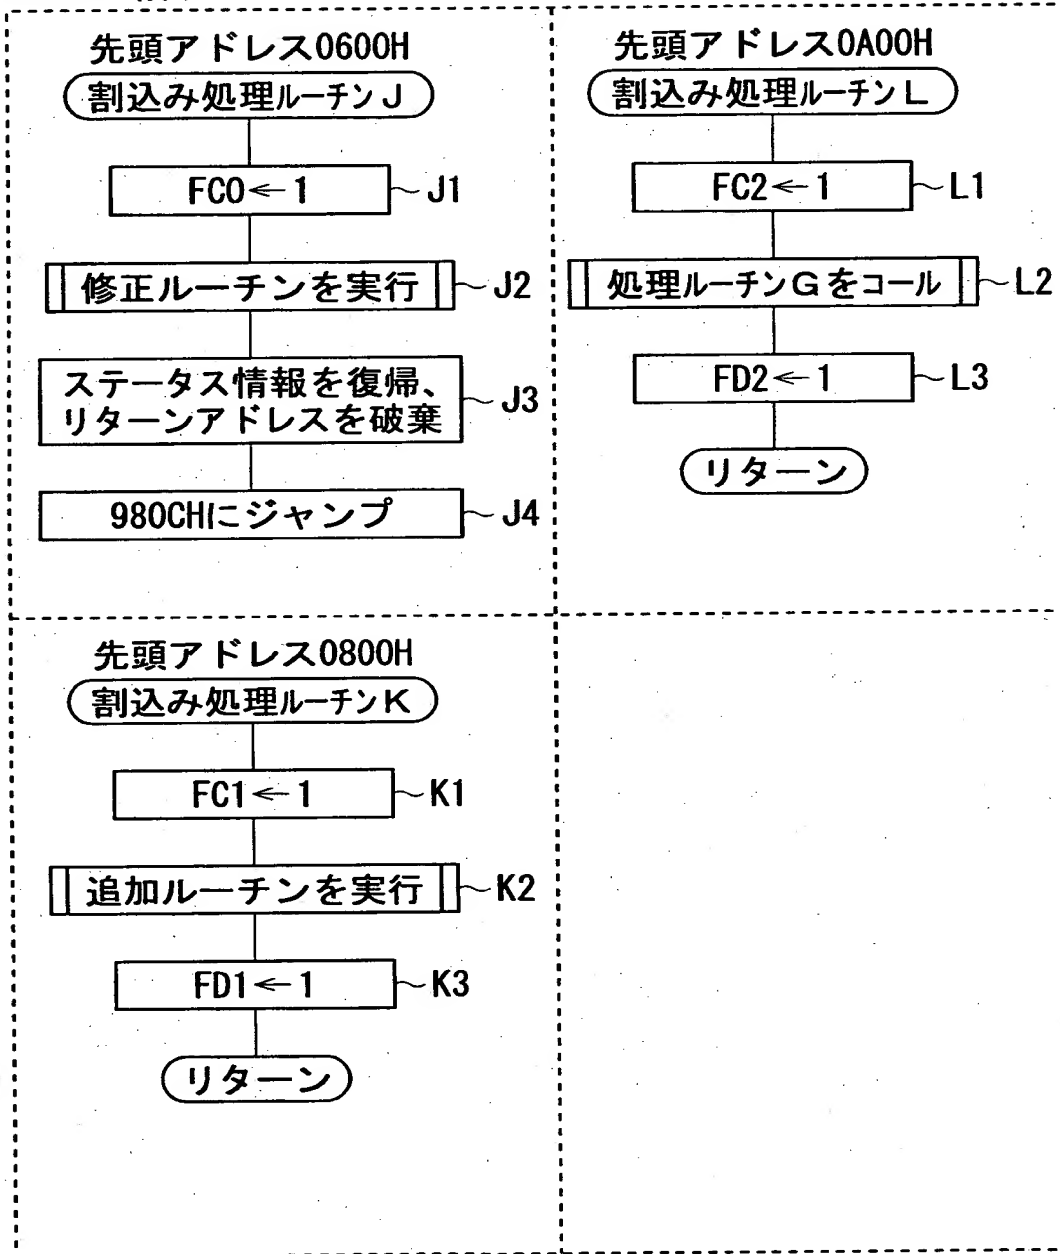 先頭アドレス0600H
割込み処理ルーチンJ
FC0←1
J1
修正ルーチンを実行
J2
ステータス情報を復帰、
リターンアドレスを破棄
J3
980CHにジャンプ
J4
先頭アドレス0A00H
割込み処理ルーチンL
FC2←1
L1
処理ルーチンGをコール
L2
FD2←1
L3
リターン
先頭アドレス0800H
割込み処理ルーチンK
FC1←1
K1
追加ルーチンを実行
K2
FD1←1
K3
リターン